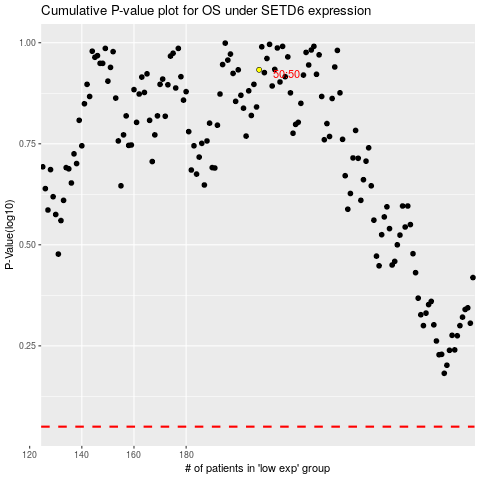 Cumulative P-value plot for OS under SETD6 expression
P-Value(log10)
1.00
0.75
0.50
0.25
50:50
120 140 160 180
# of patients in 'low exp' group